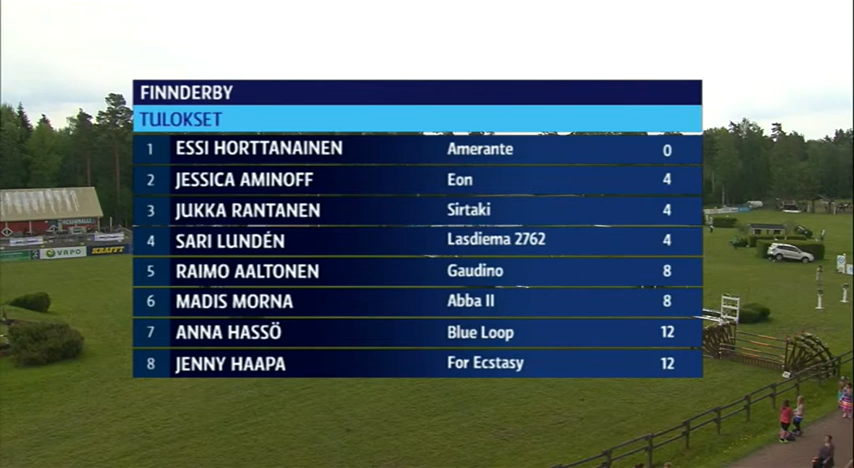 FINNDERBY
TULOKSET
1 ESSI HORTTANAINEN Amerante 0
2 JESSICA AMINOFF Eon 4
3 JUKKA RANTANEN Sirtaki 4
4 SARI LUNDÉN Lasdiema 2762 4
5 RAIMO AALTONEN Gaudino 8
6 MADIS MORNA Abba II 8
7 ANNA HASSÖ Blue Loop 12
8 JENNY HAAPA For Ecstasy 12
VAPO KRAFFT